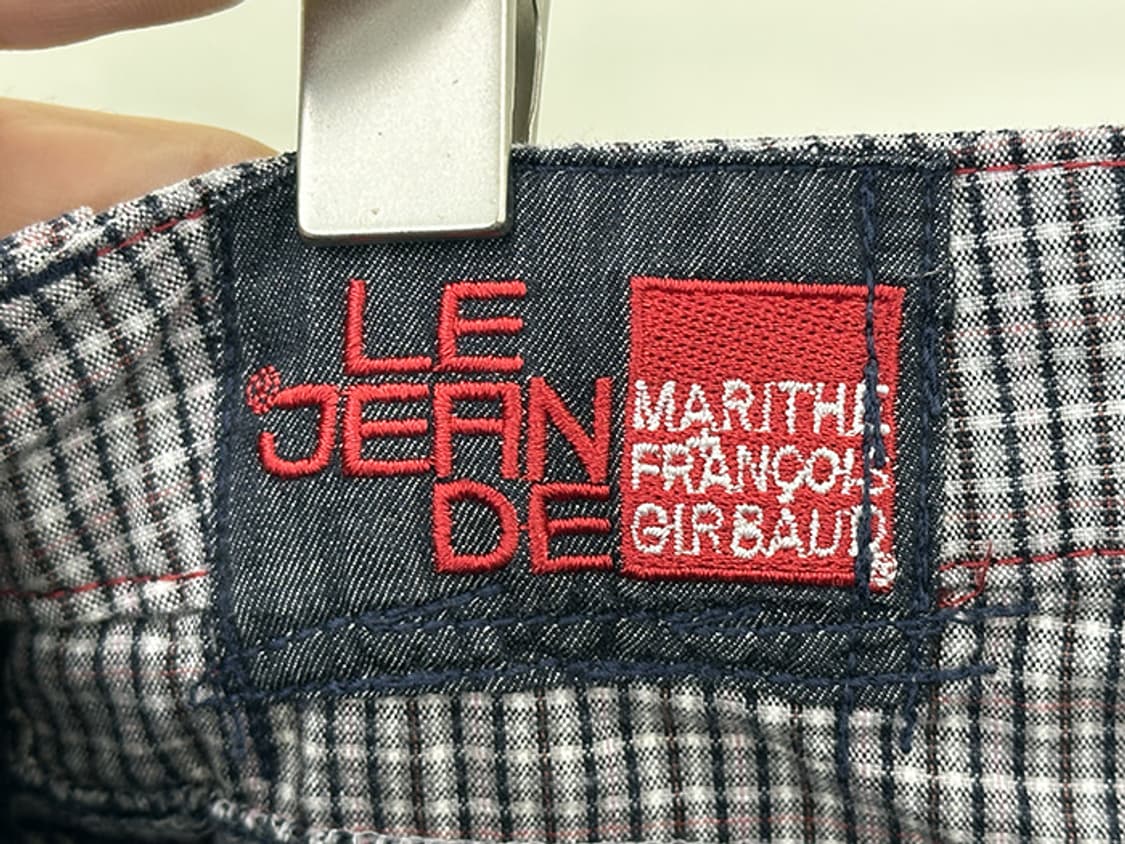 LE
JEAN
DE
MARITHE
FRANÇOIS
GIRBAUD